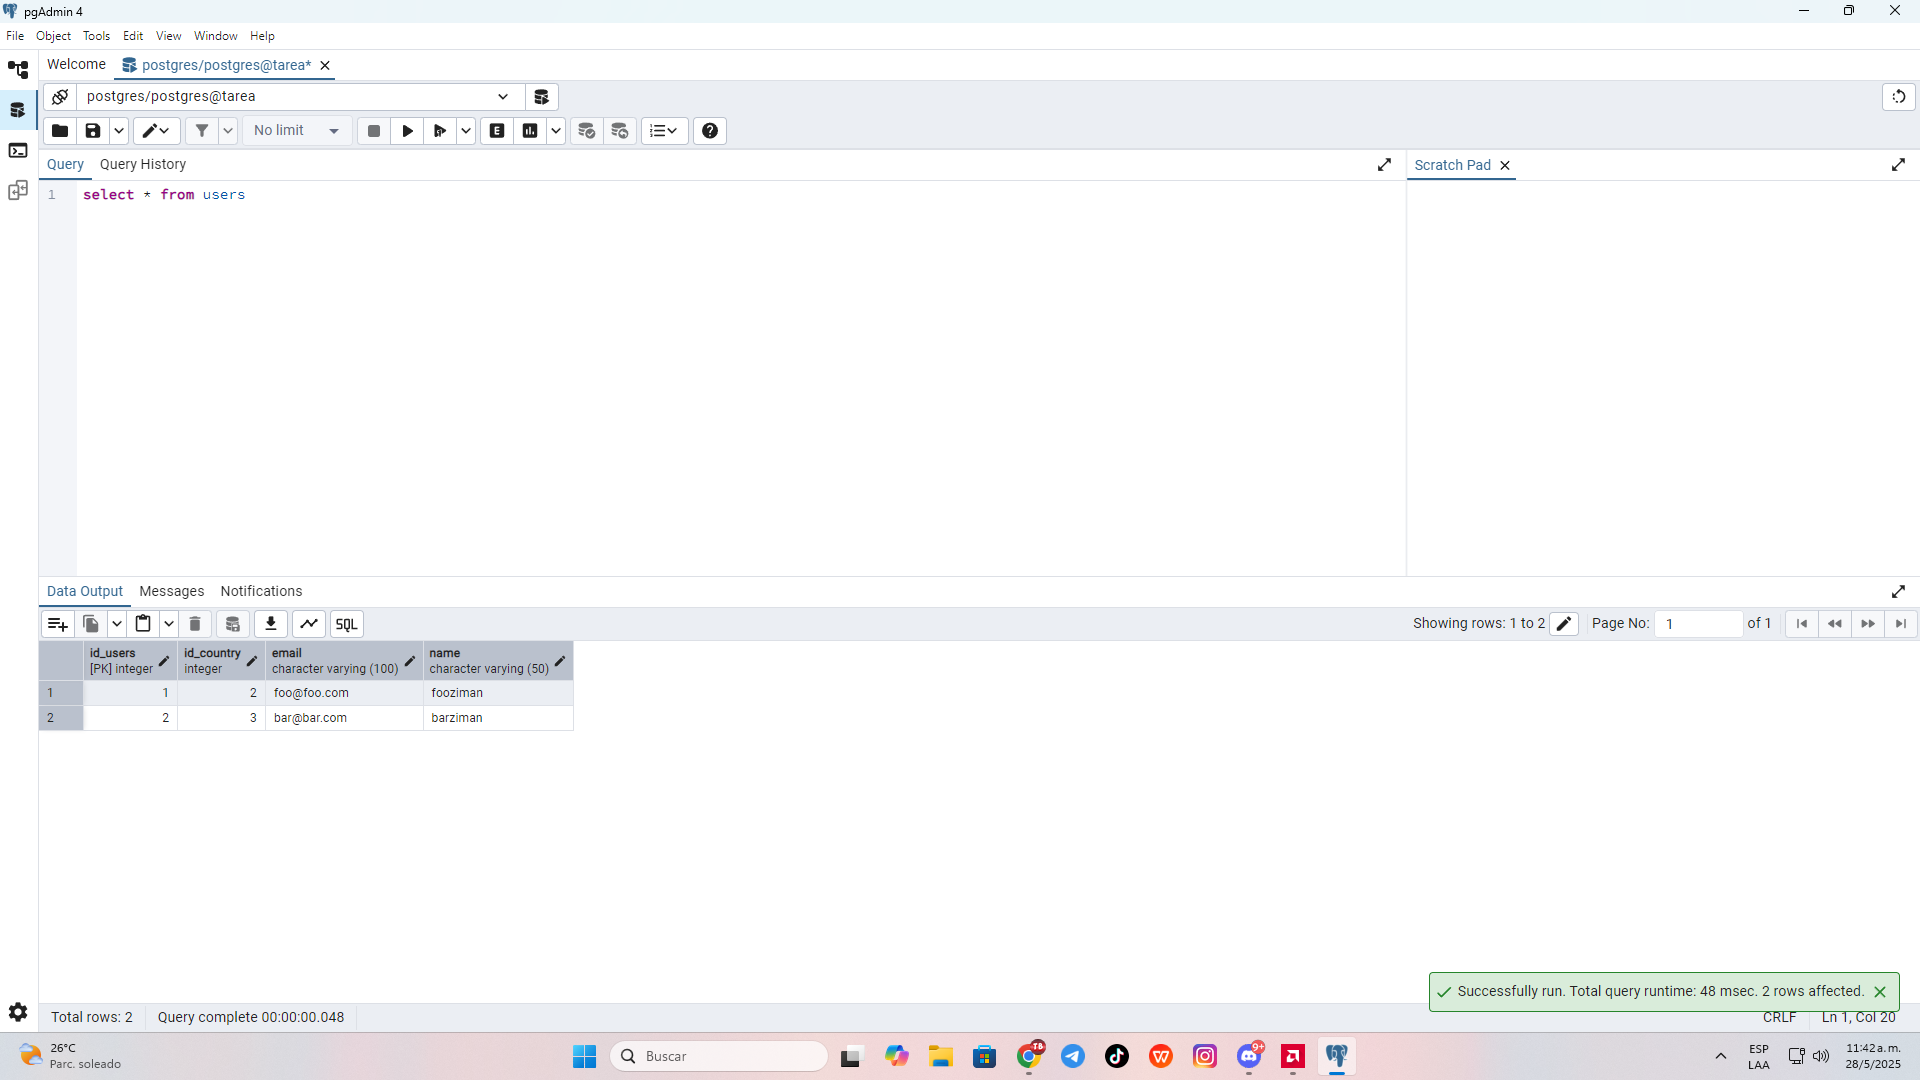 pgAdmin 4
File Object Tools Edit View Window Help
Welcome postgres/postgres@tarea*
postgres/postgres@tarea
No limit
Query Query History
Scratch Pad
1 select * from users
Data Output Messages Notifications
SQL Showing rows: 1 to 2 Page No: 1 of 1
id_users id_country email name
[PK] integer integer character varying (100) character varying (50)
1 1 2 foo@foo.com fooziman
2 2 3 bar@bar.com barziman
Successfully run. Total query runtime: 48 msec. 2 rows affected.
Total rows: 2 Query complete 00:00:00.048 CRLF Ln 1, Col 20
26°C
Parc. soleado
Buscar
TB
9+
ESP
LAA
11:42 a. m.
28/5/2025